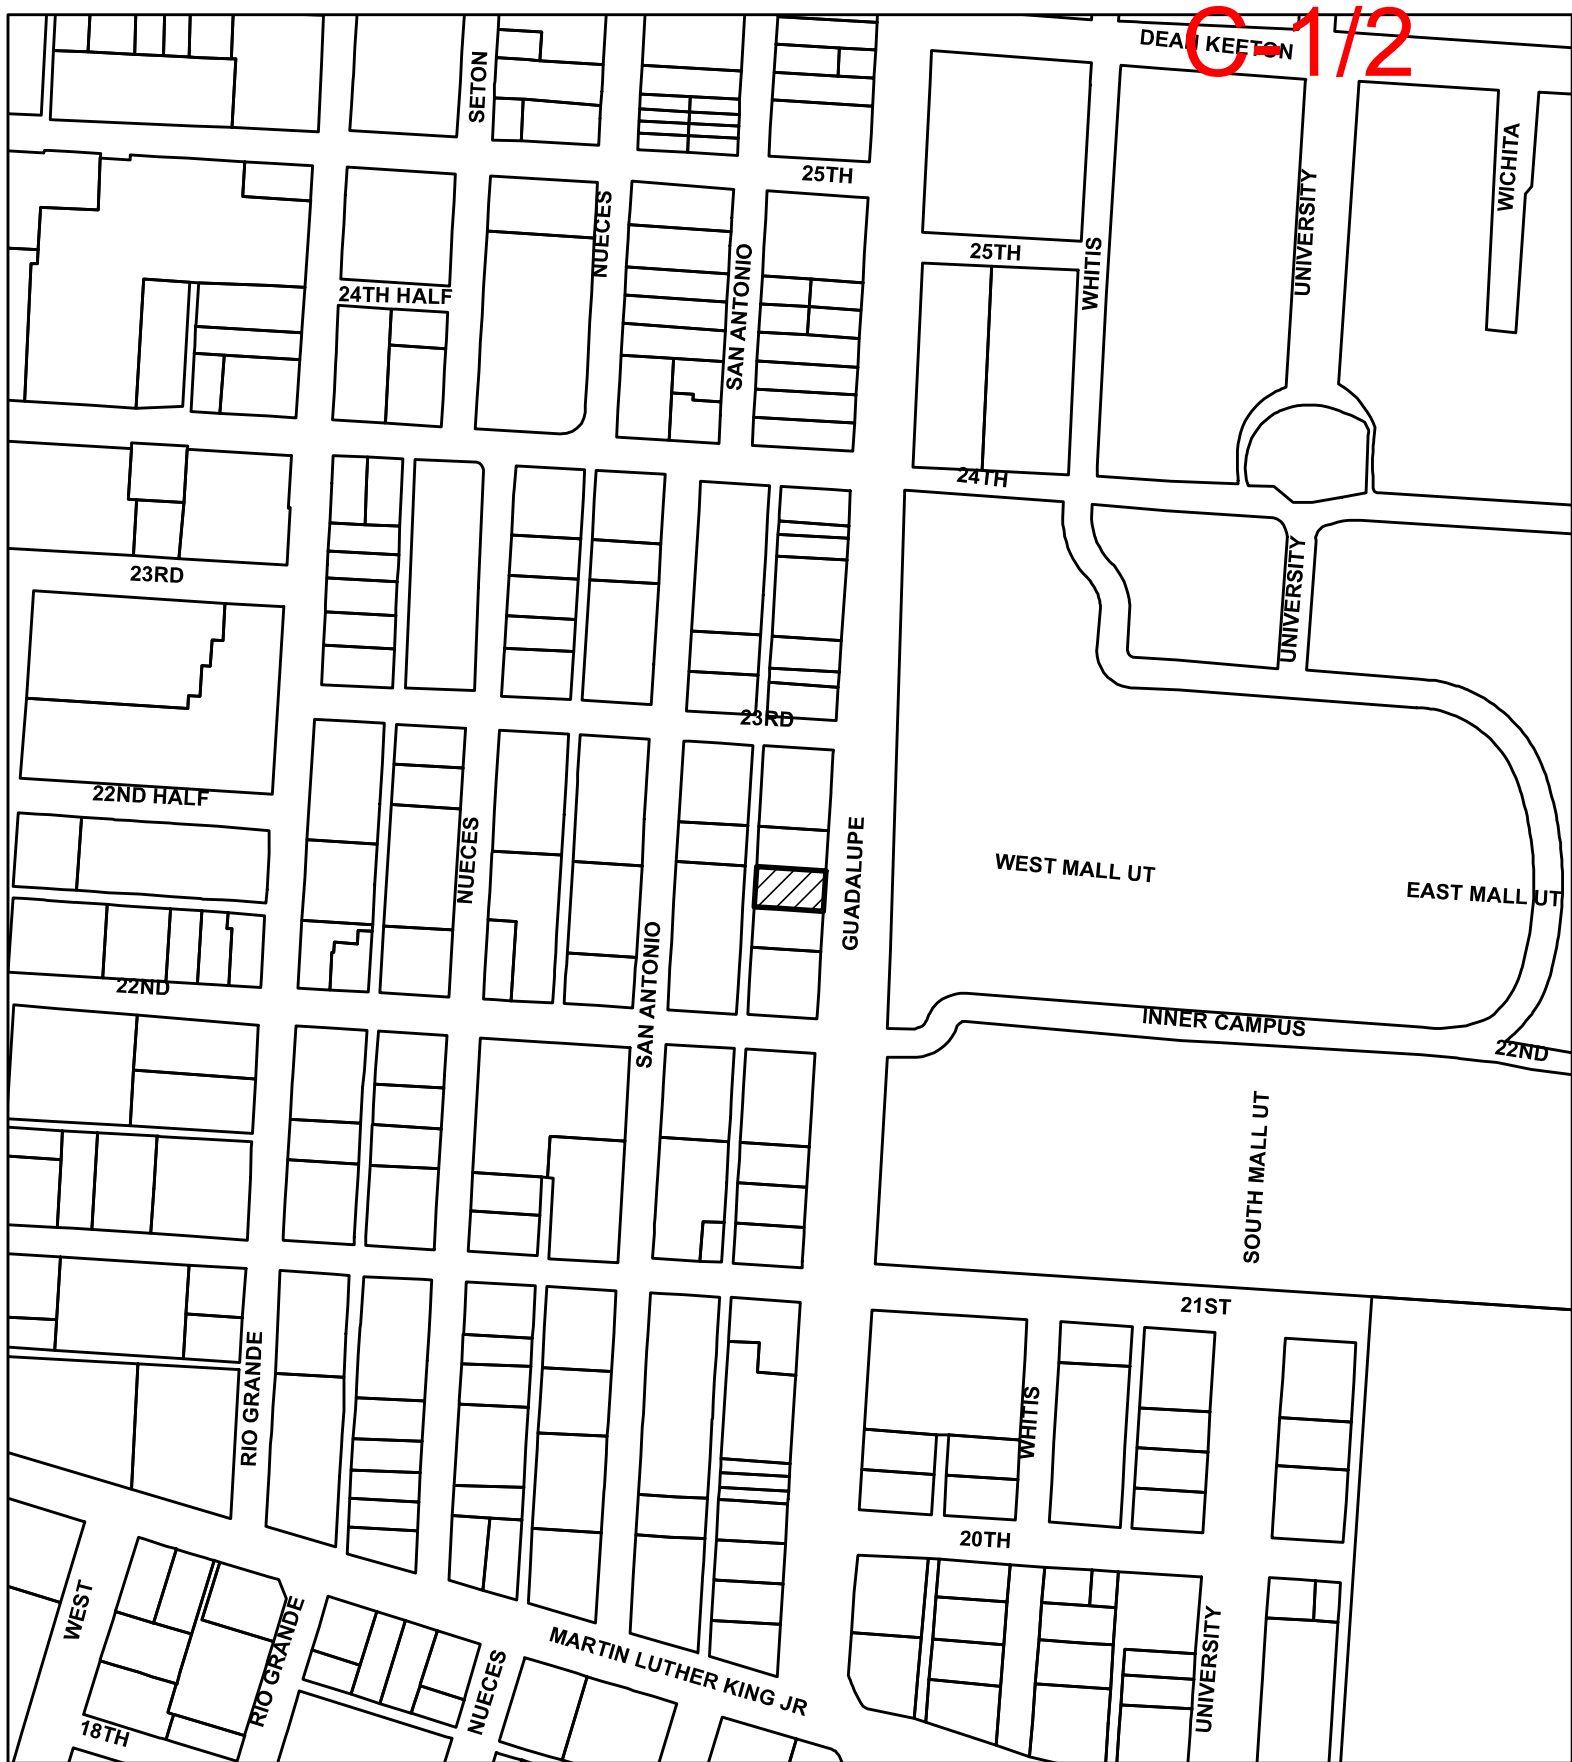 C-1/2
DEAN KEETON
SETON
WICHITA
25TH
UNIVERSITY
NUECES
25TH
WHITIS
SAN ANTONIO
24TH HALF
24TH
23RD
UNIVERSITY
23RD
22ND HALF
NUECES
GUADALUPE
WEST MALL UT
EAST MALL UT
22ND
SAN ANTONIO
INNER CAMPUS
22ND
SOUTH MALL UT
21ST
RIO GRANDE
WHITIS
20TH
WEST
RIO GRANDE
NUECES
MARTIN LUTHER KING JR
UNIVERSITY
18TH